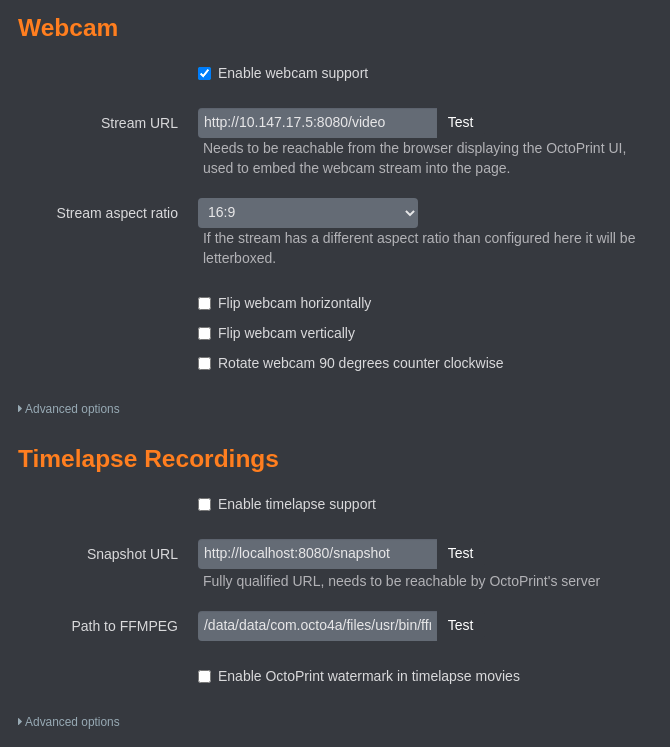 Webcam
Enable webcam support
Stream URL
http://10.147.17.5:8080/video
Test
Needs to be reachable from the browser displaying the OctoPrint UI,
used to embed the webcam stream into the page.
Stream aspect ratio
16:9
If the stream has a different aspect ratio than configured here it will be
letterboxed.
Flip webcam horizontally
Flip webcam vertically
Rotate webcam 90 degrees counter clockwise
Advanced options
Timelapse Recordings
Enable timelapse support
Snapshot URL
http://localhost:8080/snapshot
Test
Fully qualified URL, needs to be reachable by OctoPrint's server
Path to FFMPEG
/data/data/com.octo4a/files/usr/bin/ff
Test
Enable OctoPrint watermark in timelapse movies
Advanced options